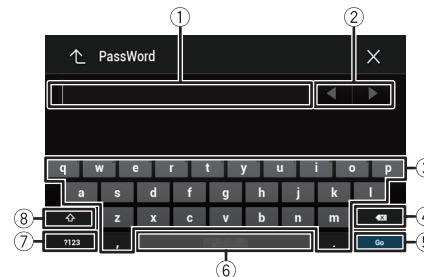 1 2
PassWord
q w e r t y u i o p
3
a s d f g h j k l
8 z x c v b n m 4
7 ?123 , . Go 5
6